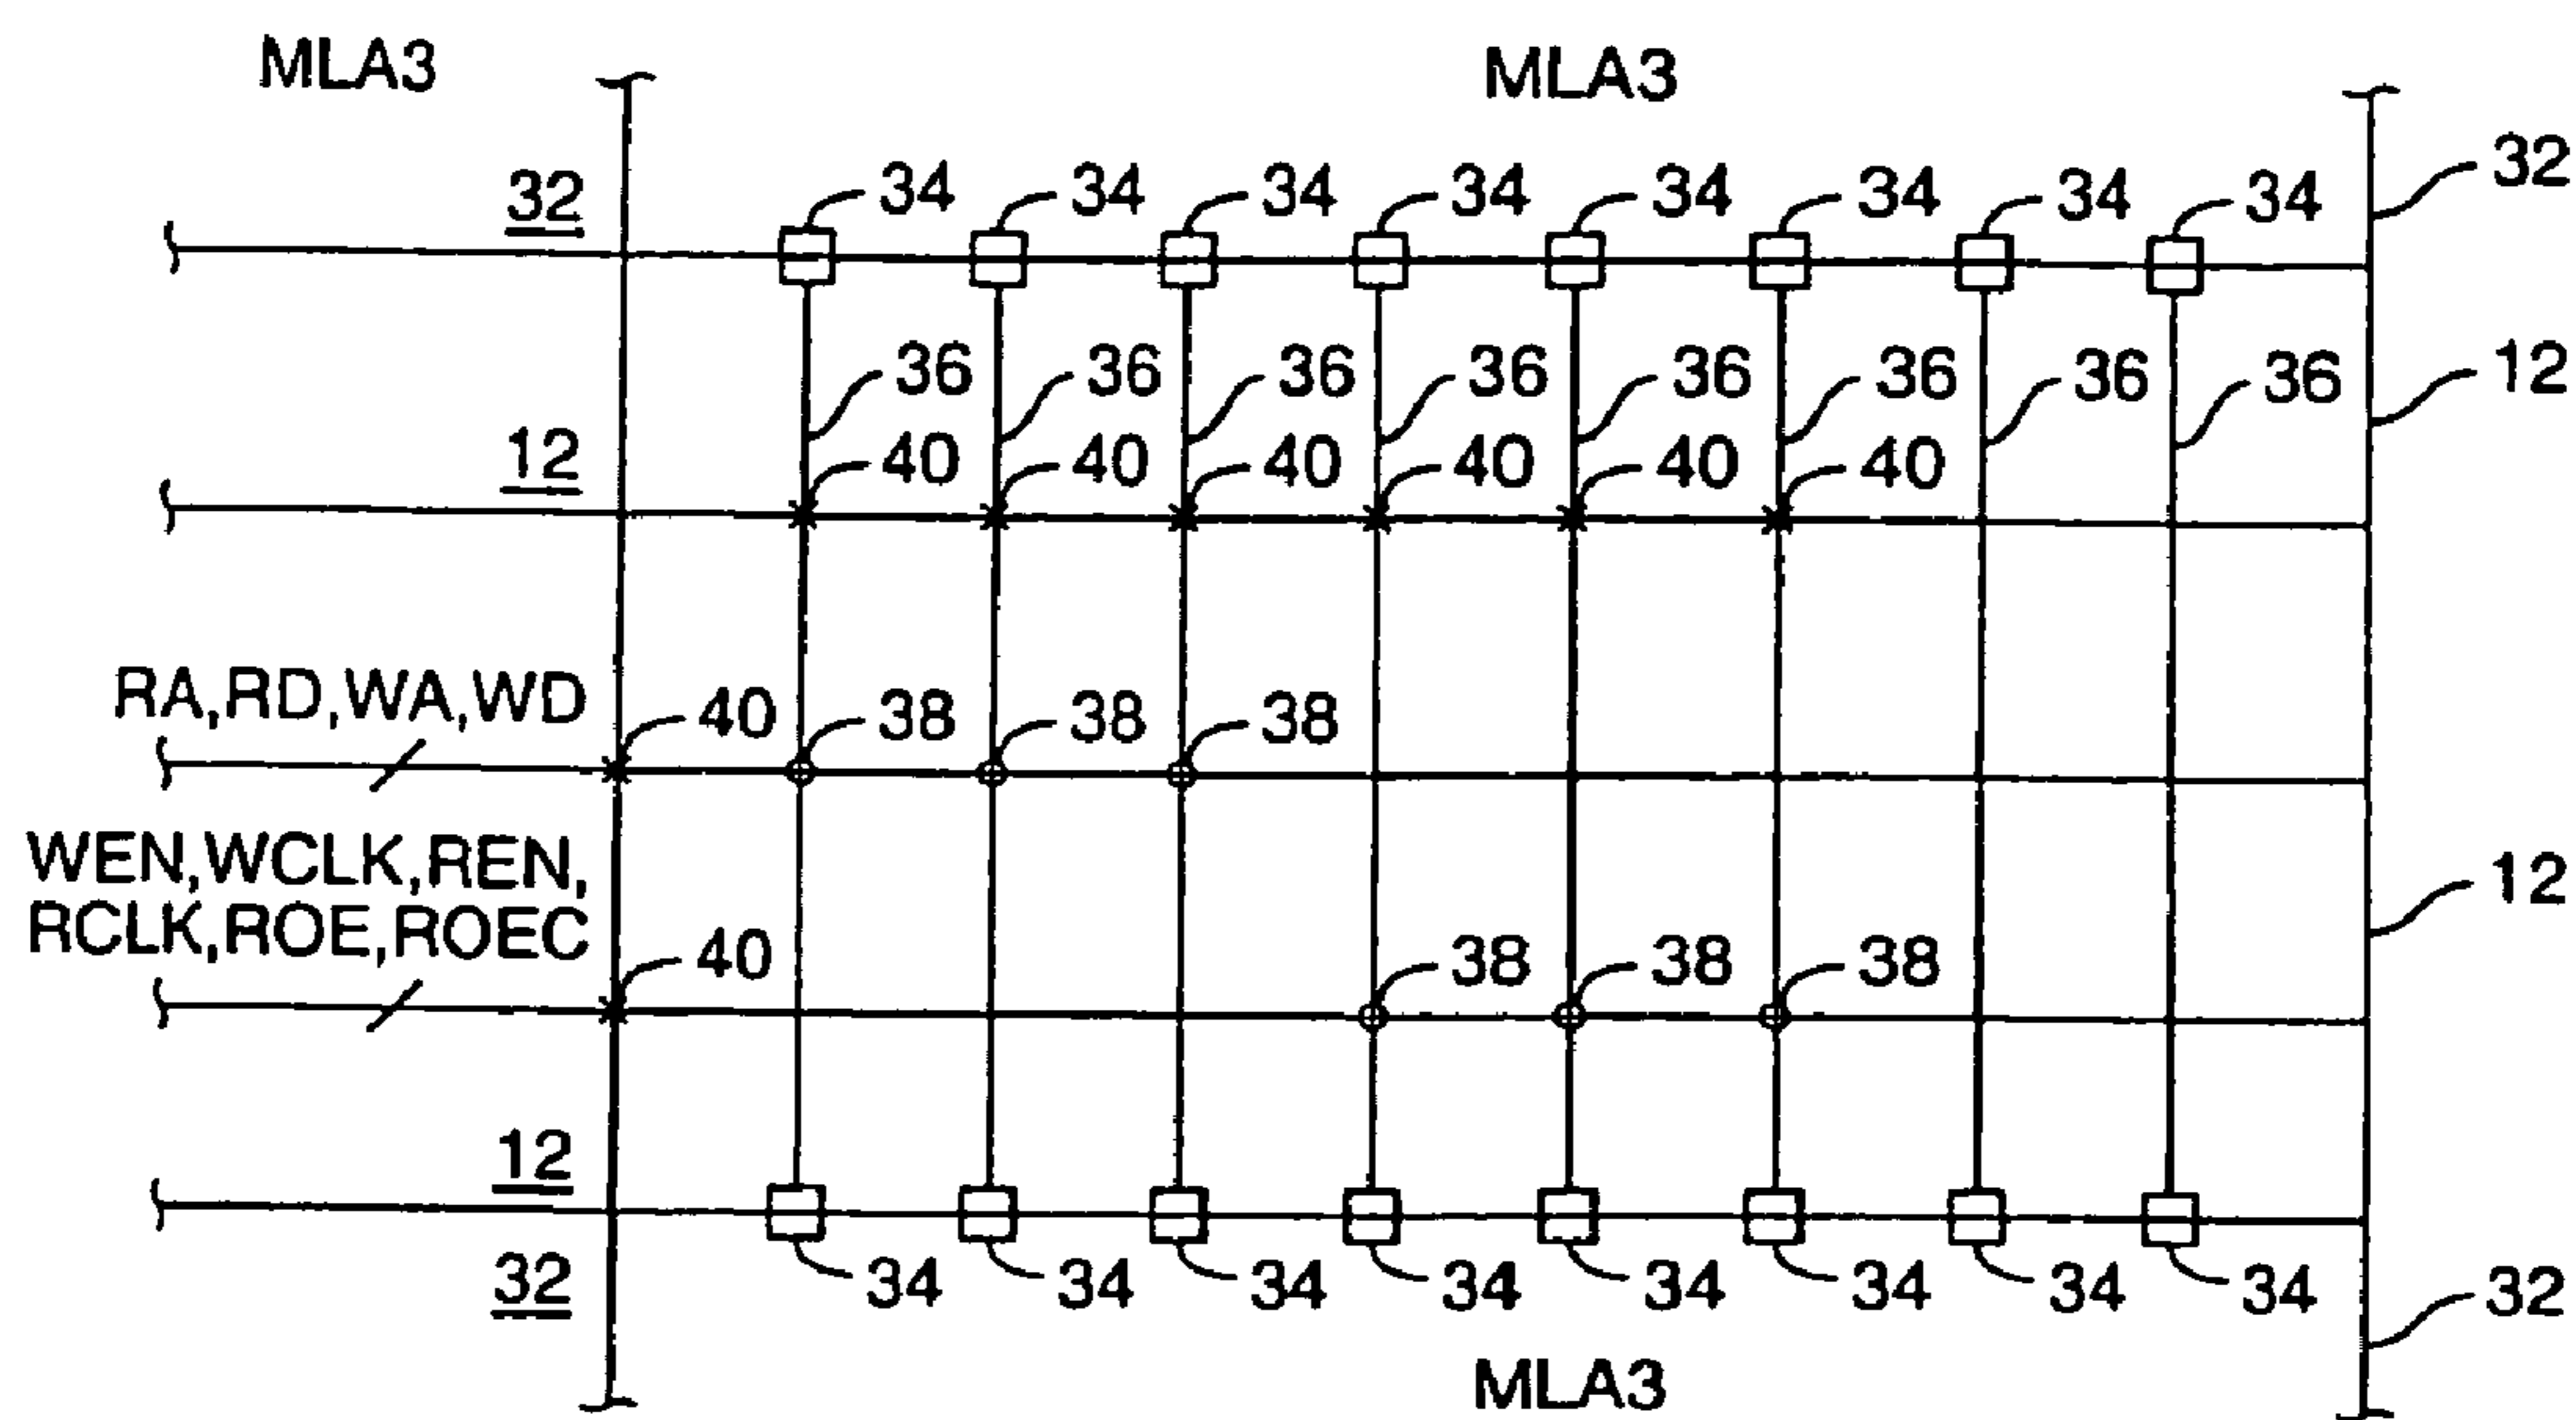 MLA3 MLA3
32 34 34 34 34 34 34 34 34 32
36 36 36 36 36 36 36 36 12
12 40 40 40 40 40 40
RA,RD,WA,WD 40 38 38 38
WEN,WCLK,REN, 12
RCLK,ROE,ROEC 40 38 38 38
12
32 34 34 34 34 34 34 34 34 32
MLA3